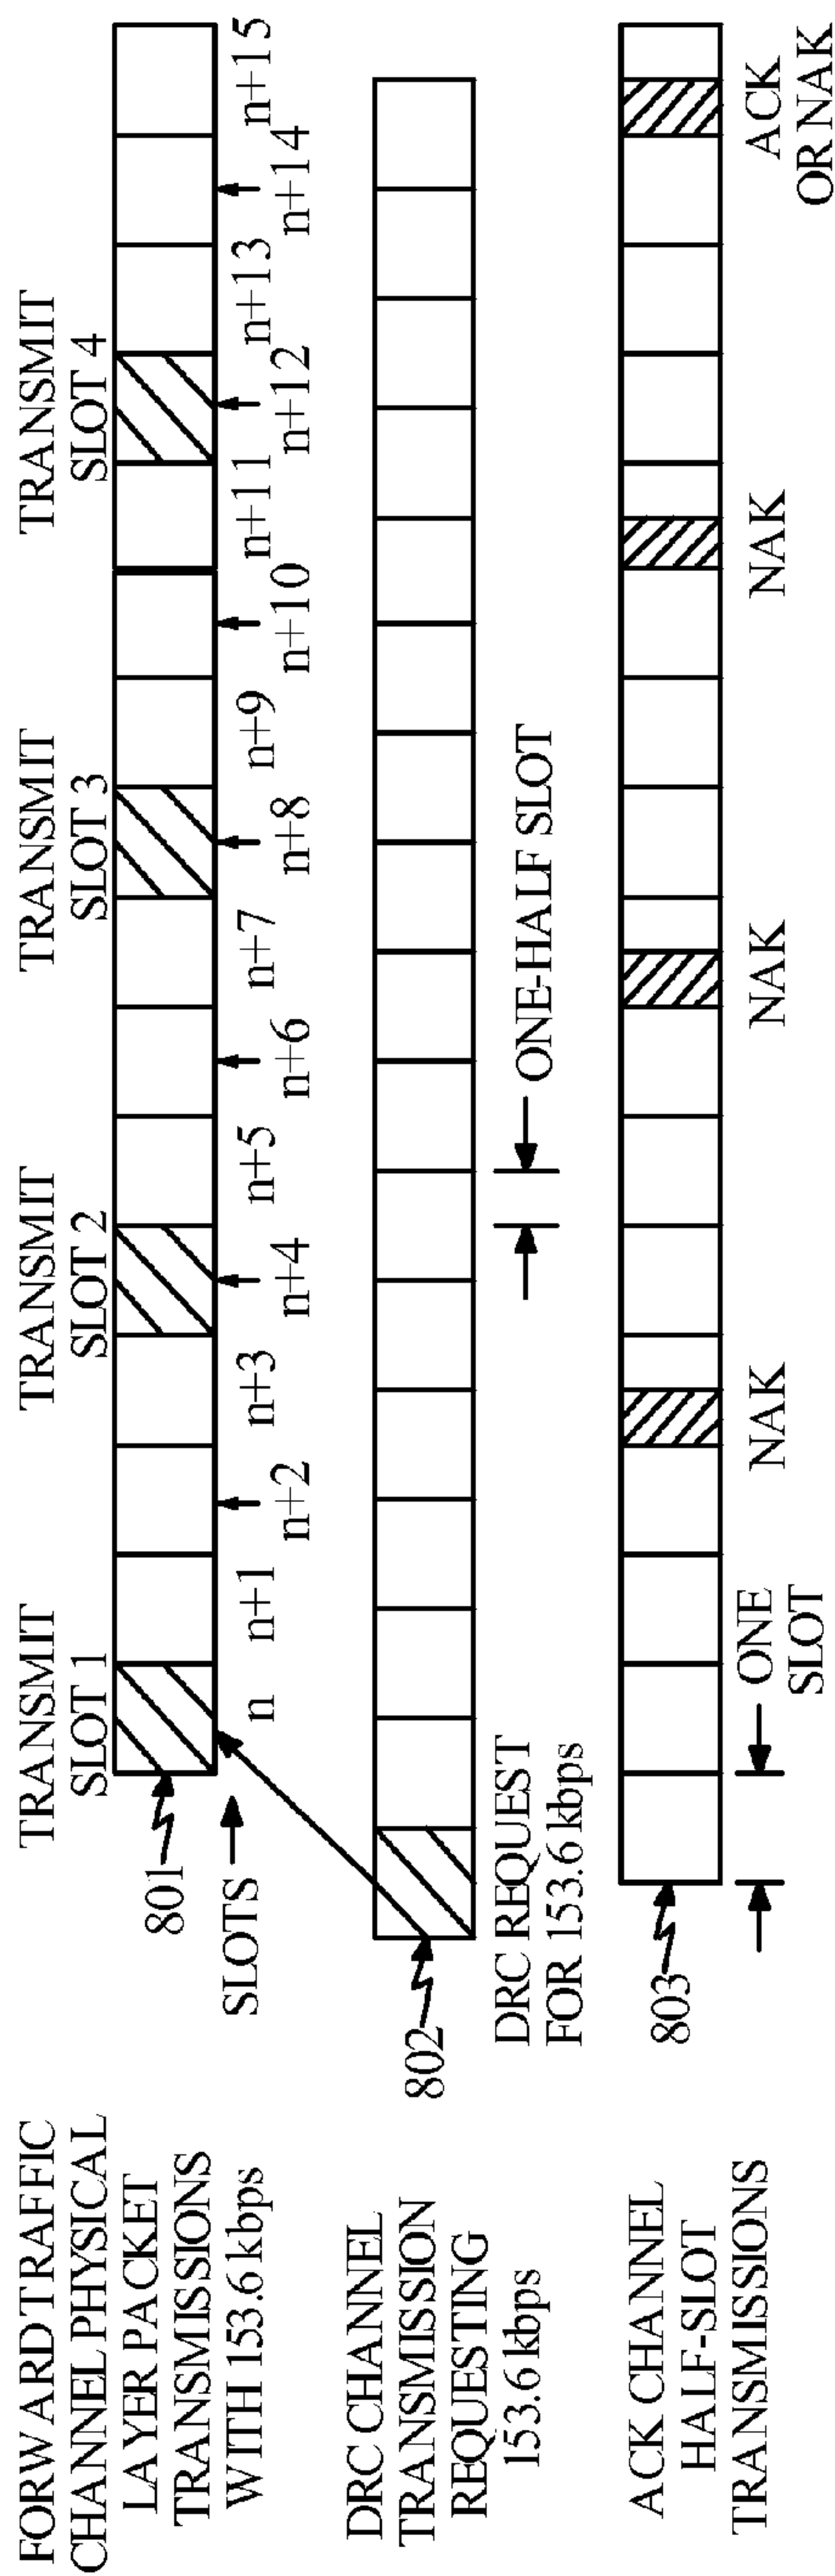 FORWARD TRAFFIC
CHANNEL PHYSICAL
LAYER PACKET
TRANSMISSIONS
WITH 153.6 kbps
TRANSMIT
SLOT 1
TRANSMIT
SLOT 2
TRANSMIT
SLOT 3
TRANSMIT
SLOT 4
801
SLOTS
n
n+1
n+2
n+3
n+4
n+5
n+6
n+7
n+8
n+9
n+10
n+11
n+12
n+13
n+14
n+15
DRC CHANNEL
TRANSMISSION
REQUESTING
153.6 kbps
802
DRC REQUEST
FOR 153.6 kbps
ONE-HALF SLOT
ACK CHANNEL
HALF-SLOT
TRANSMISSIONS
803
ONE
SLOT
NAK
NAK
NAK
ACK
OR NAK